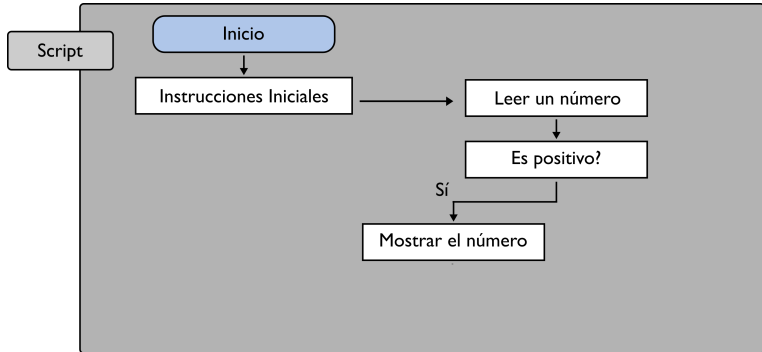 Script
Inicio
Instrucciones Iniciales
Leer un número
Es positivo?
Sí
Mostrar el número